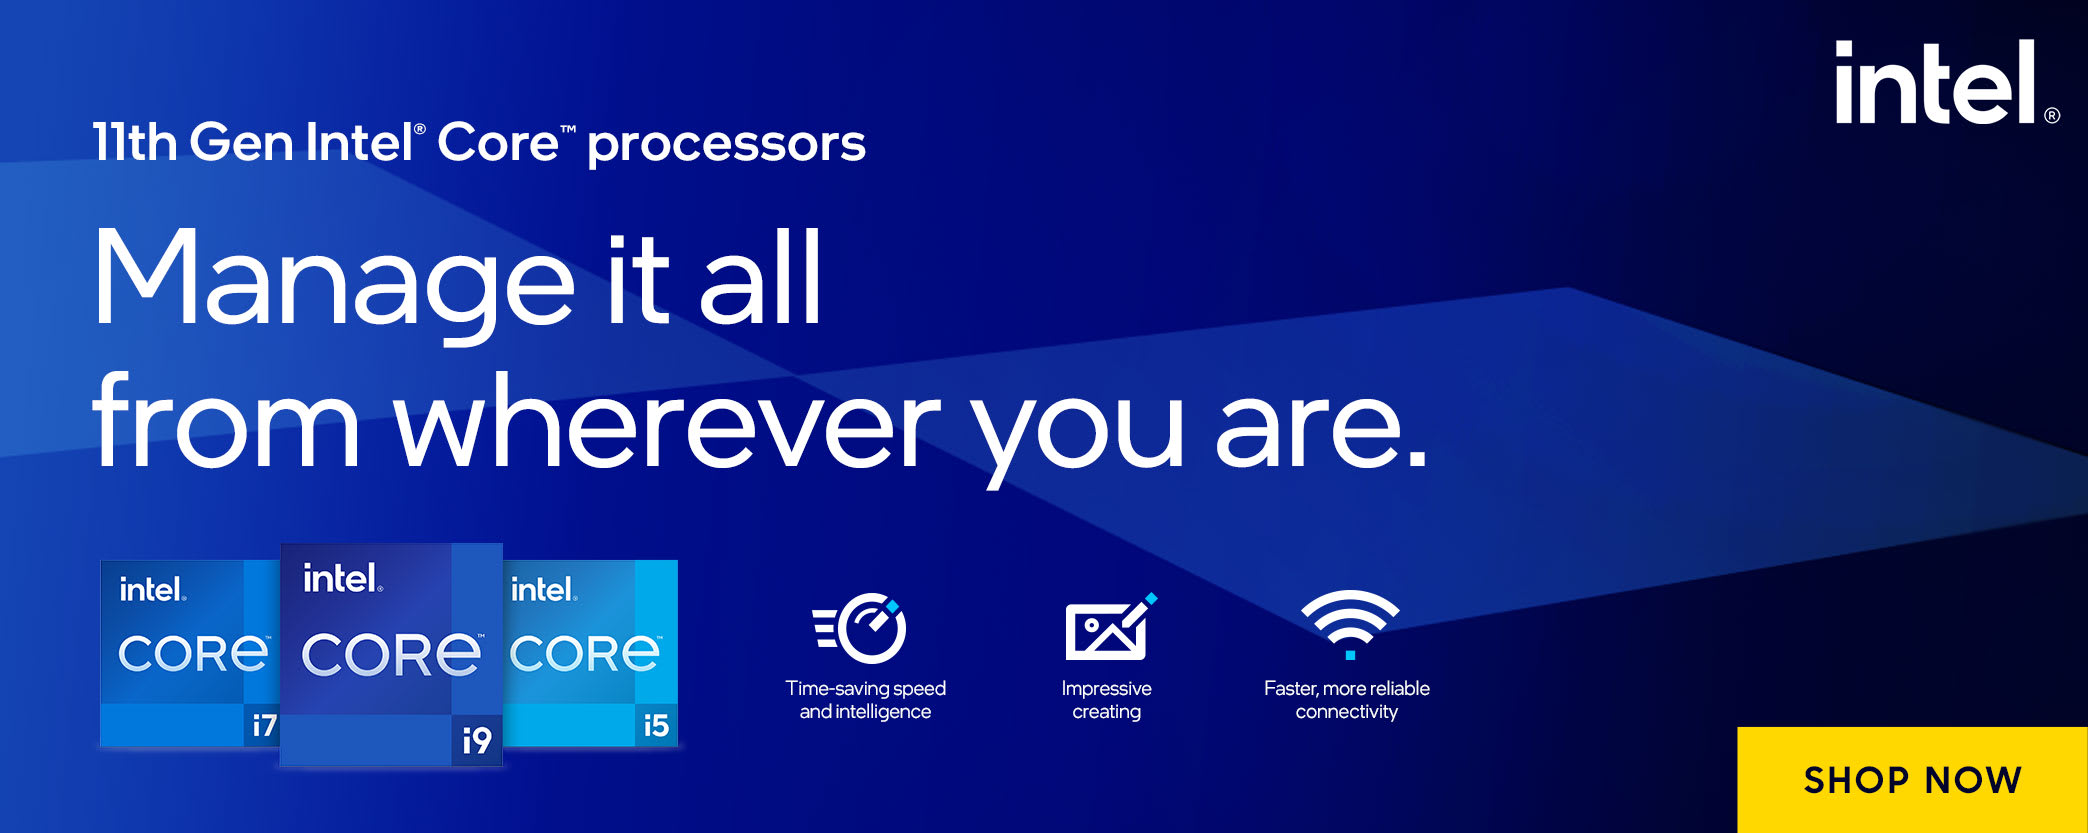 intel®
11th Gen Intel® Core™ processors
Manage it all
from wherever you are.
intel®
CORE™
i7
intel®
CORE™
i9
intel®
CORE™
i5
Time-saving speed
and intelligence
Impressive
creating
Faster, more reliable
connectivity
SHOP NOW